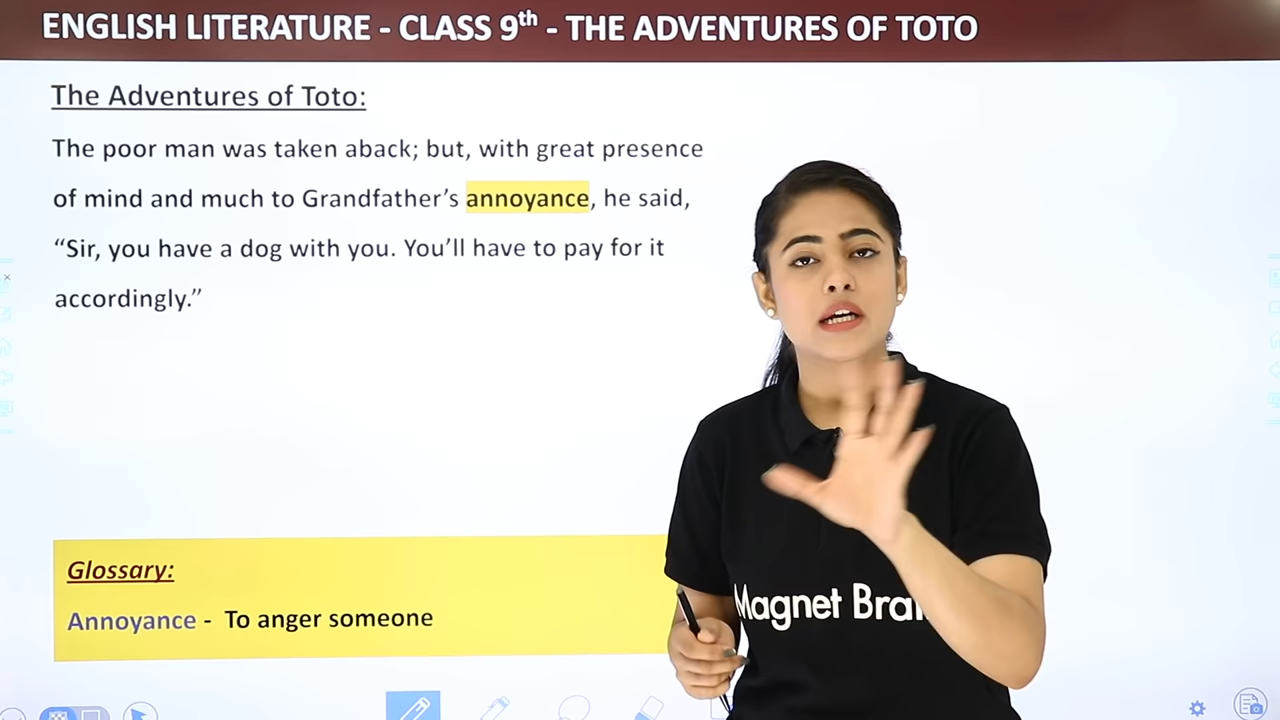 ENGLISH LITERATURE - CLASS 9th - THE ADVENTURES OF TOTO
The Adventures of Toto:
The poor man was taken aback; but, with great presence
of mind and much to Grandfather’s annoyance, he said,
“Sir, you have a dog with you. You’ll have to pay for it
accordingly.”
Glossary:
Annoyance - To anger someone
Magnet